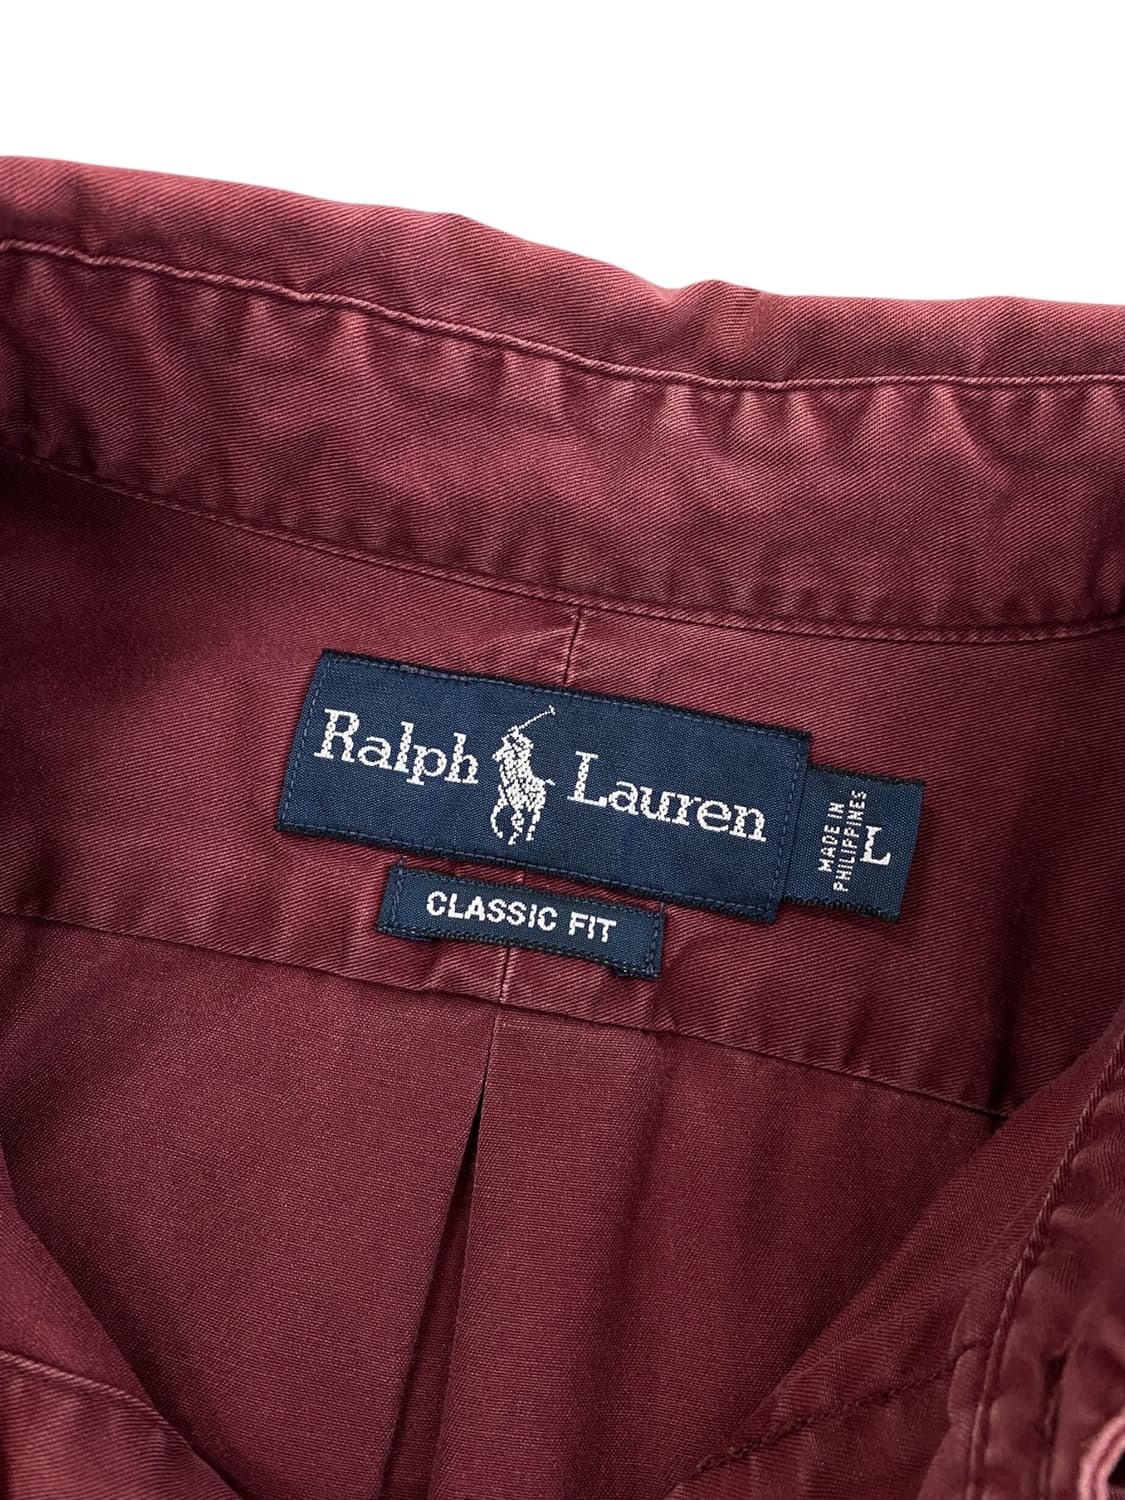 Ralph Lauren
CLASSIC FIT
MADE IN
PHILIPPINES
L